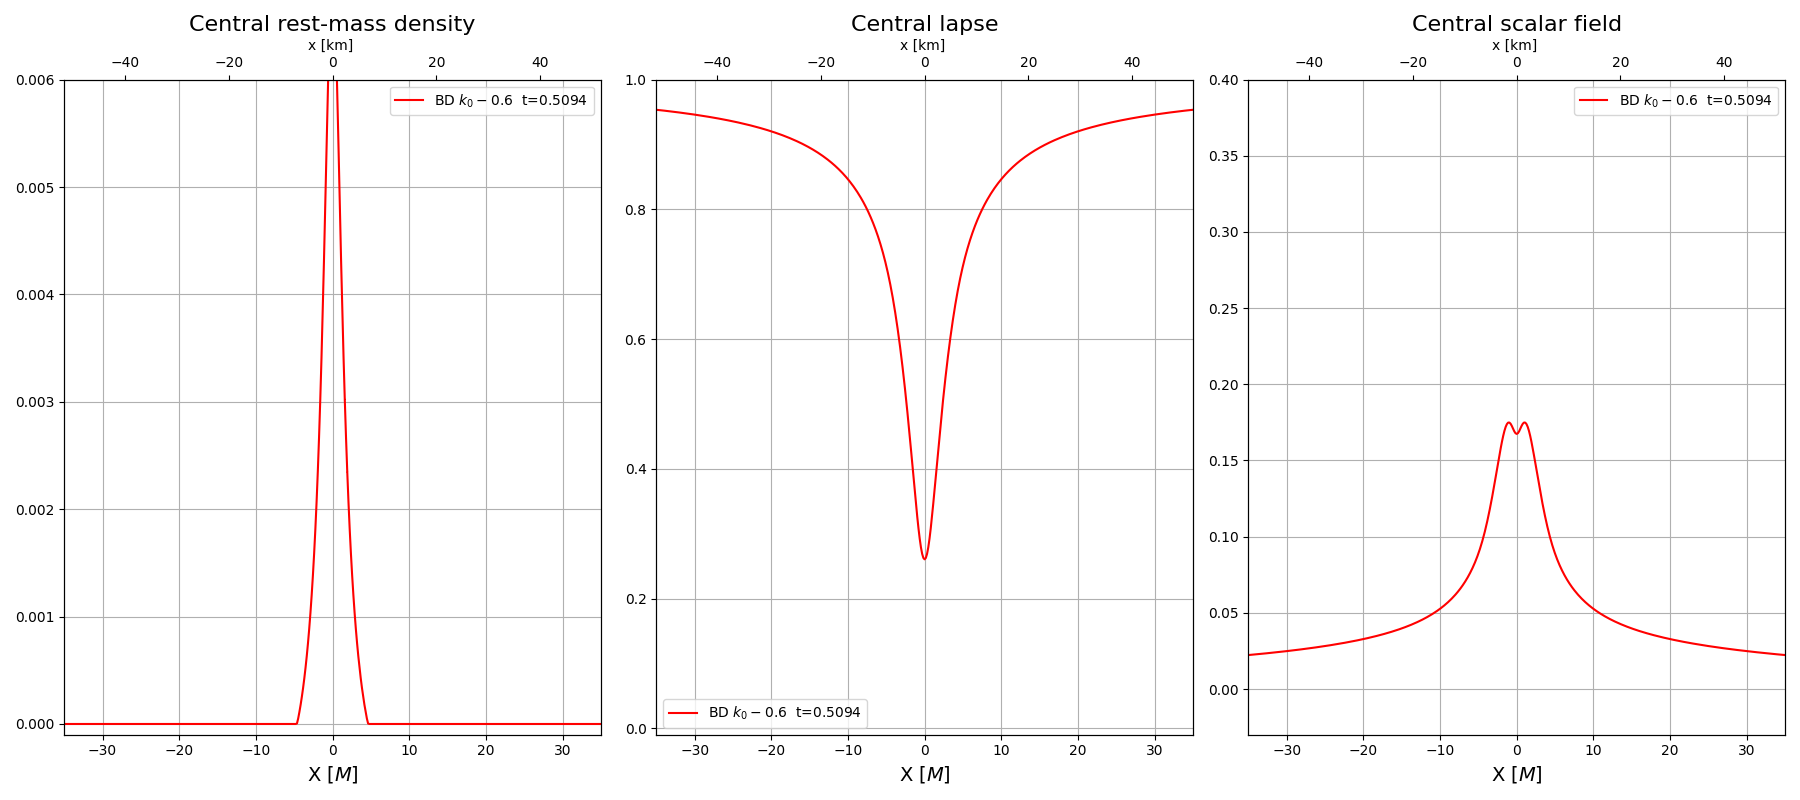 Central rest-mass density
x [km]
−40 −20 0 20 40
0.006
0.005
0.004
0.003
0.002
0.001
0.000
BD k₀ − 0.6 t=0.5094
−30 −20 −10 0 10 20 30
X [M]
Central lapse
x [km]
−40 −20 0 20 40
1.0
0.8
0.6
0.4
0.2
0.0
BD k₀ − 0.6 t=0.5094
−30 −20 −10 0 10 20 30
X [M]
Central scalar field
x [km]
−40 −20 0 20 40
0.40
0.35
0.30
0.25
0.20
0.15
0.10
0.05
0.00
BD k₀ − 0.6 t=0.5094
−30 −20 −10 0 10 20 30
X [M]